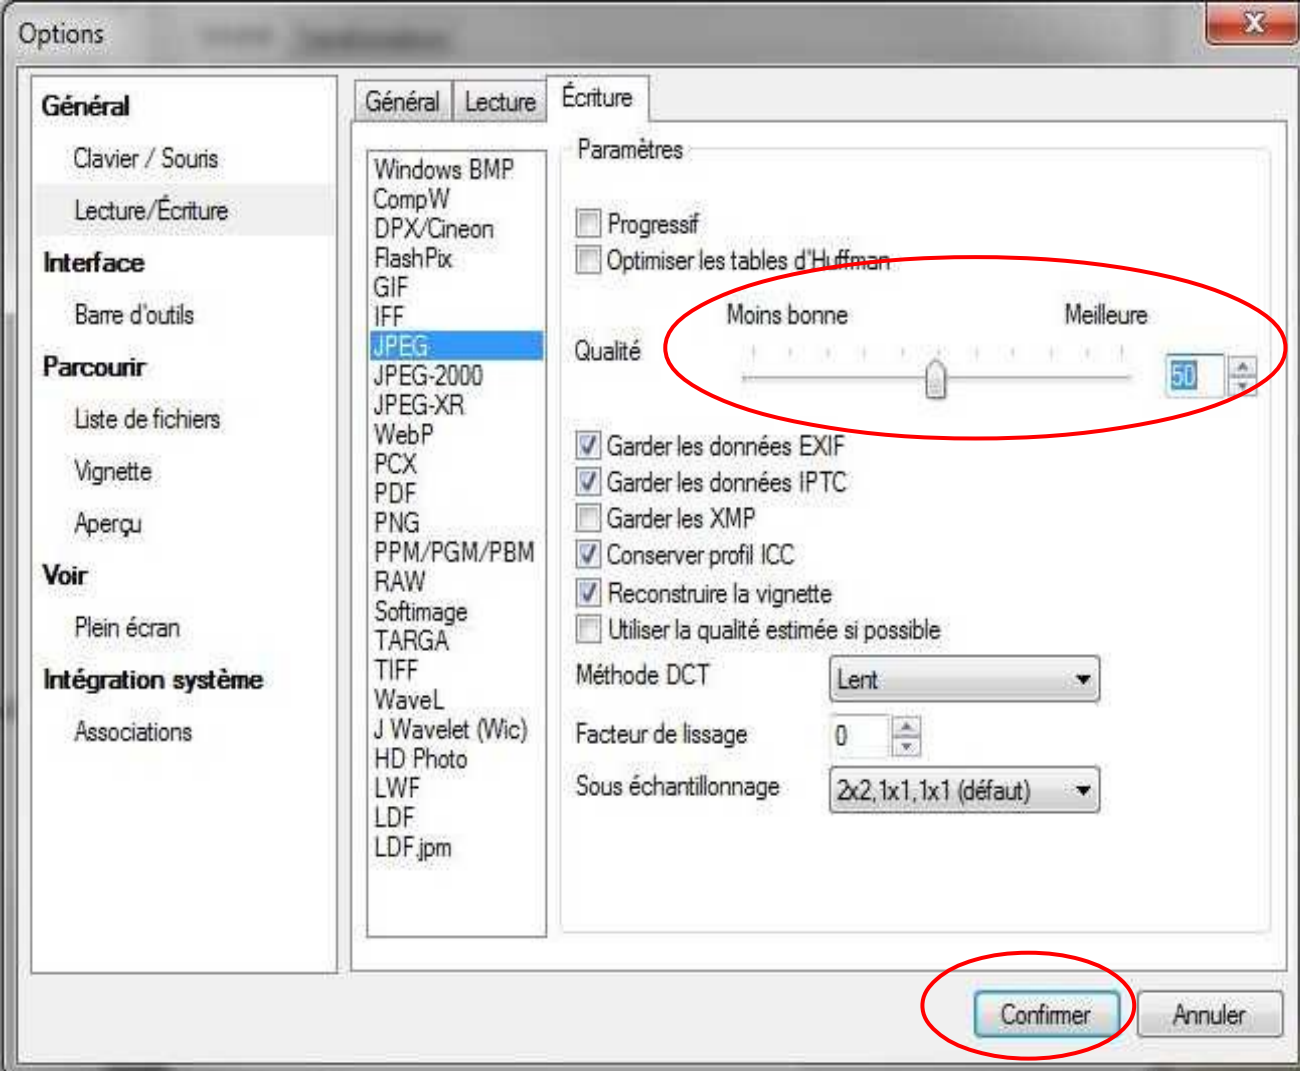 Options
Général
Clavier / Souris
Lecture/Écriture
Interface
Barre d'outils
Parcourir
Liste de fichiers
Vignette
Aperçu
Voir
Plein écran
Intégration système
Associations
Général Lecture Écriture
Windows BMP
CompW
DPX/Cineon
FlashPix
GIF
IFF
JPEG
JPEG-2000
JPEG-XR
WebP
PCX
PDF
PNG
PPM/PGM/PBM
RAW
Softimage
TARGA
TIFF
WaveL
J Wavelet (Wic)
HD Photo
LWF
LDF
LDF.jpm
Paramètres
Progressif
Optimiser les tables d'Huffman
Moins bonne Meilleure
Qualité 50
Garder les données EXIF
Garder les données IPTC
Garder les XMP
Conserver profil ICC
Reconstruire la vignette
Utiliser la qualité estimée si possible
Méthode DCT Lent
Facteur de lissage 0
Sous échantillonnage 2x2,1x1,1x1 (défaut)
Confirmer Annuler